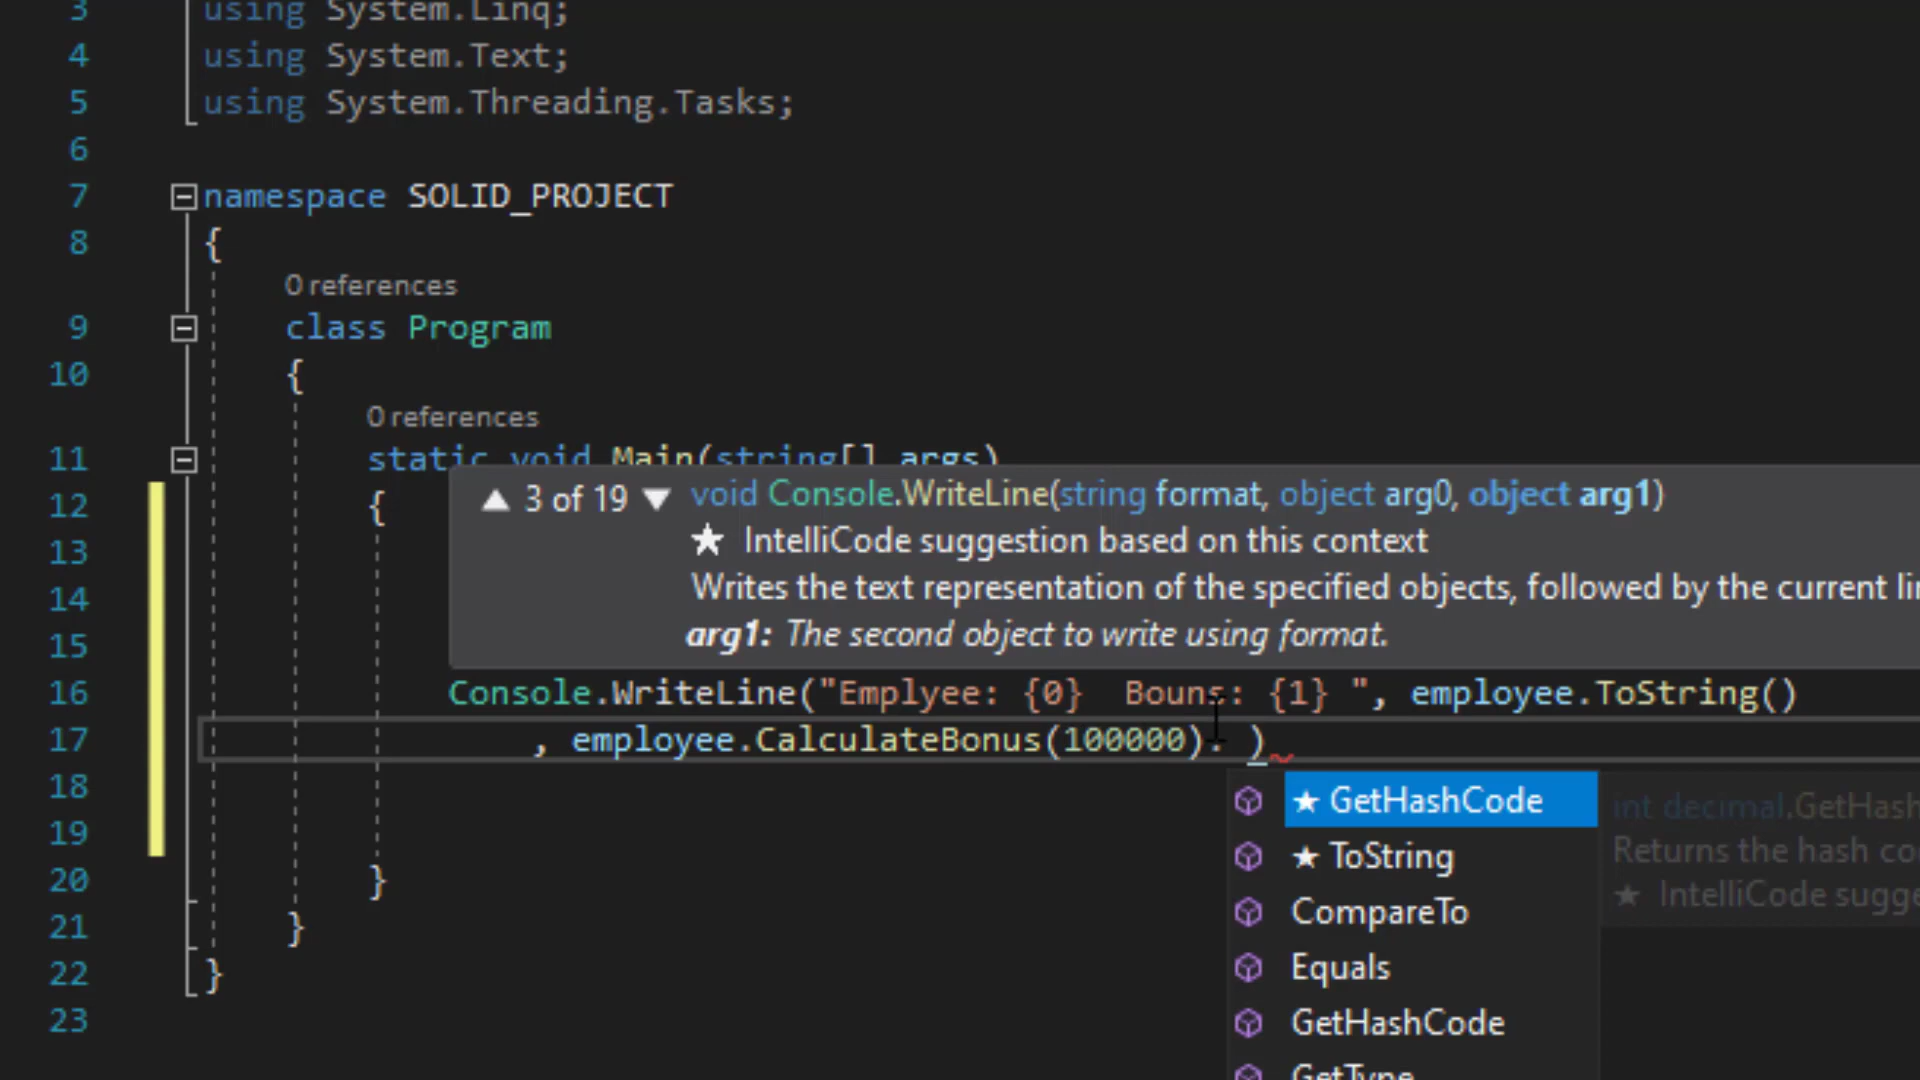 3 using System.Linq;
4 using System.Text;
5 using System.Threading.Tasks;
6
7 namespace SOLID_PROJECT
8 {
0 references
9 class Program
10 {
0 references
11 static void Main(string[] args)
12 {
▲ 3 of 19 ▼ void Console.WriteLine(string format, object arg0, object arg1)
★ IntelliCode suggestion based on this context
13
Writes the text representation of the specified objects, followed by the current
14
arg1: The second object to write using format.
15
16 Console.WriteLine("Emplyee: {0}  Bouns: {1} ", employee.ToString()
17 , employee.CalculateBonus(100000). )
18
★ GetHashCode
int decimal.GetHash
19
★ ToString
Returns the hash
20 }
CompareTo
★ IntelliCode
21 }
Equals
22 }
GetHashCode
23
GetType